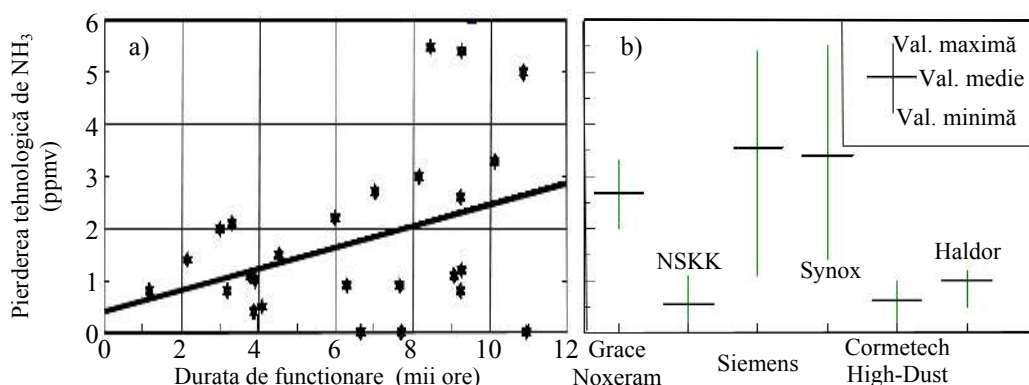 Pierderea tehnologică de NH3
(ppmv)
6
5
4
3
2
1
0
a)
0 2 4 6 8 10 12
Durata de functionare (mii ore)
b)
Val. maximă
Val. medie
Val. minimă
NSKK
Synox
Haldor
Grace
Noxeram
Siemens
Cormetech
High-Dust